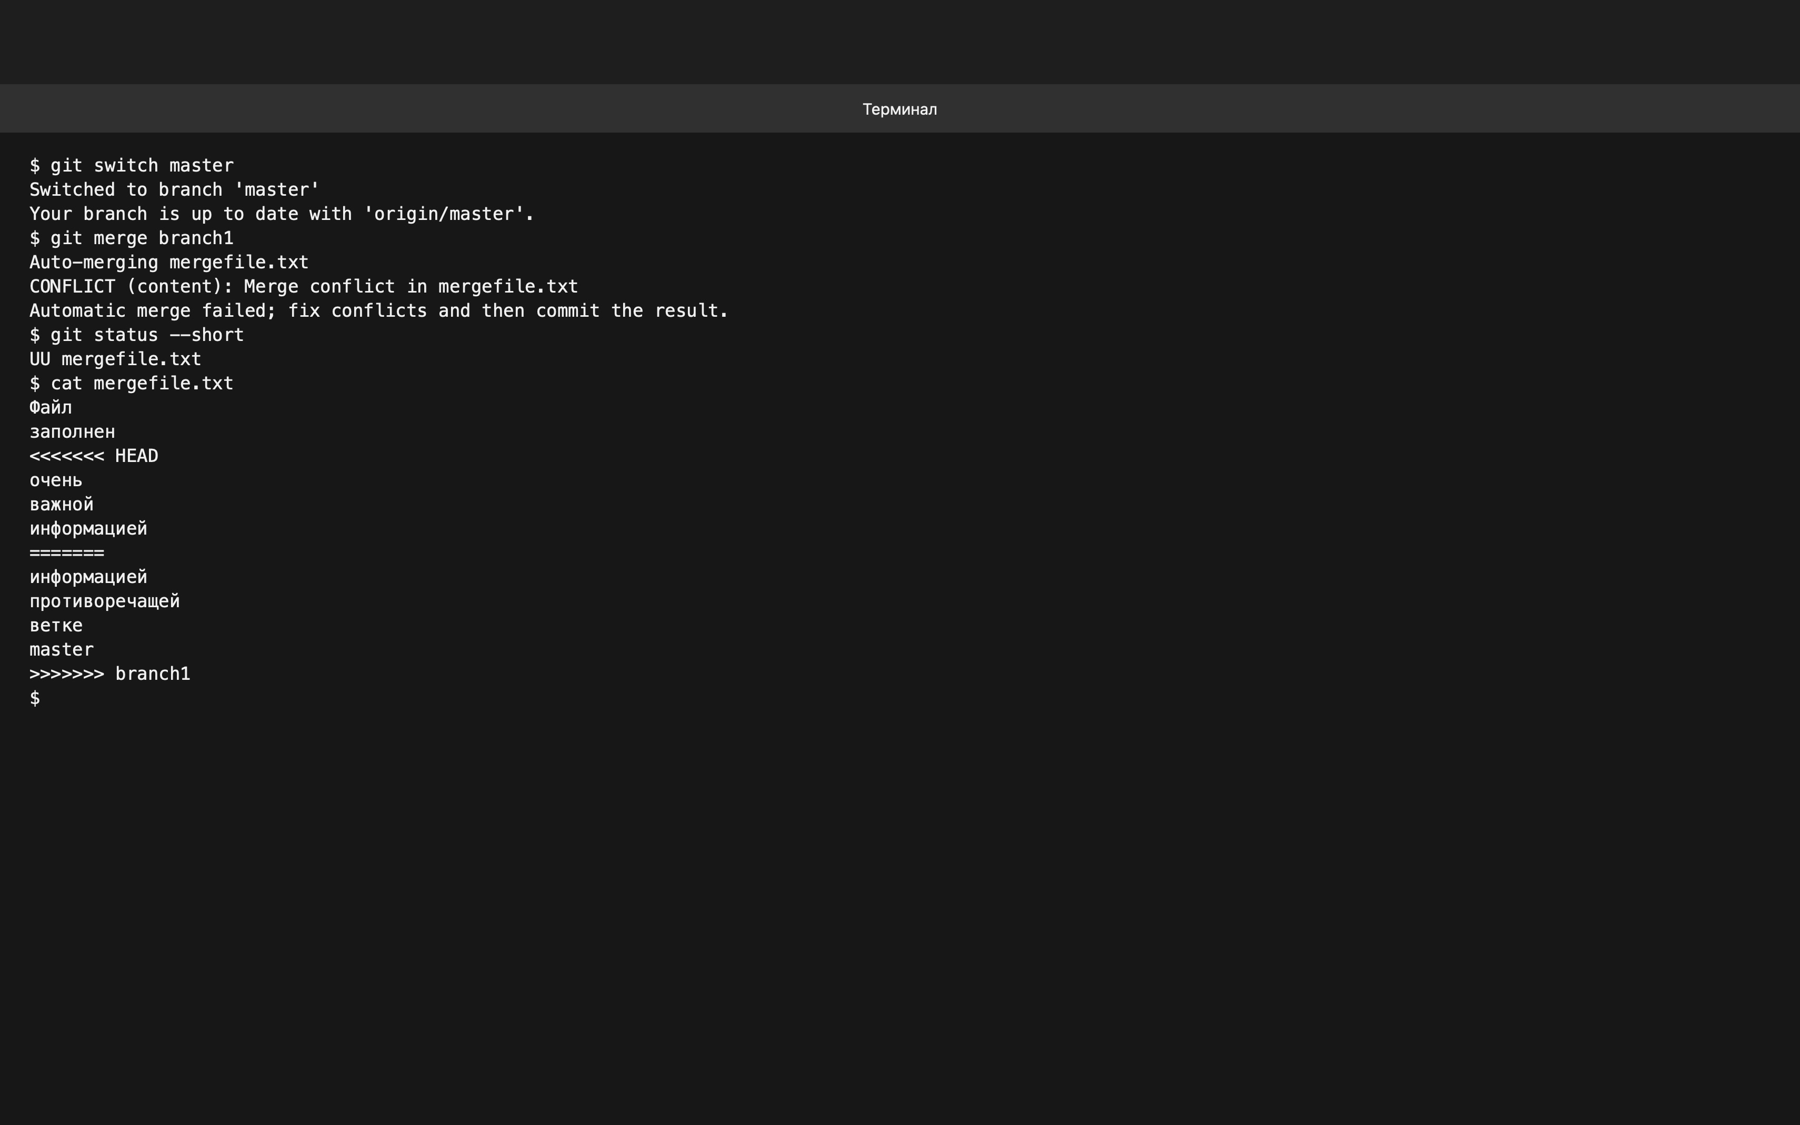 Терминал
$ git switch master
Switched to branch 'master'
Your branch is up to date with 'origin/master'.
$ git merge branch1
Auto-merging mergefile.txt
CONFLICT (content): Merge conflict in mergefile.txt
Automatic merge failed; fix conflicts and then commit the result.
$ git status --short
UU mergefile.txt
$ cat mergefile.txt
Файл
заполнен
<<<<<<< HEAD
очень
важной
информацией
=======
информацией
противоречащей
ветке
master
>>>>>>> branch1
$